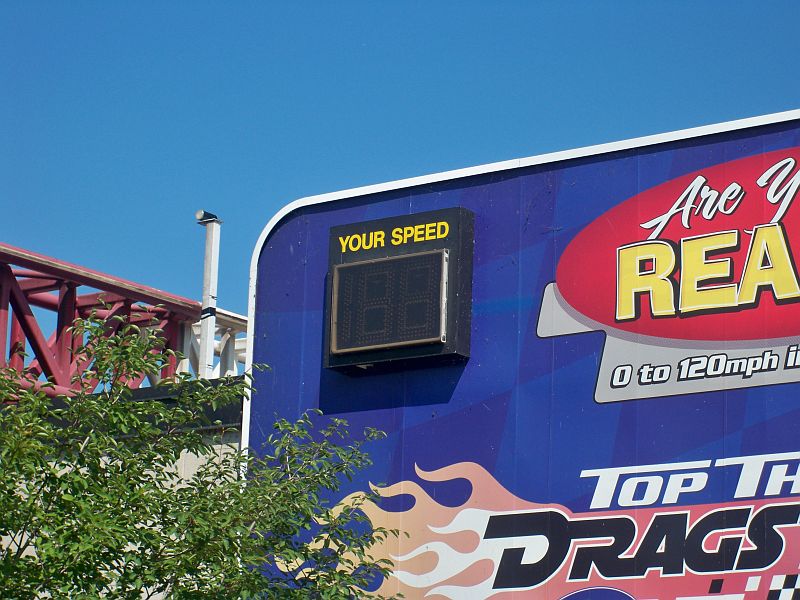 YOUR SPEED
Are Y
REA
0 to 120mph i
TOP TH
DRAGS